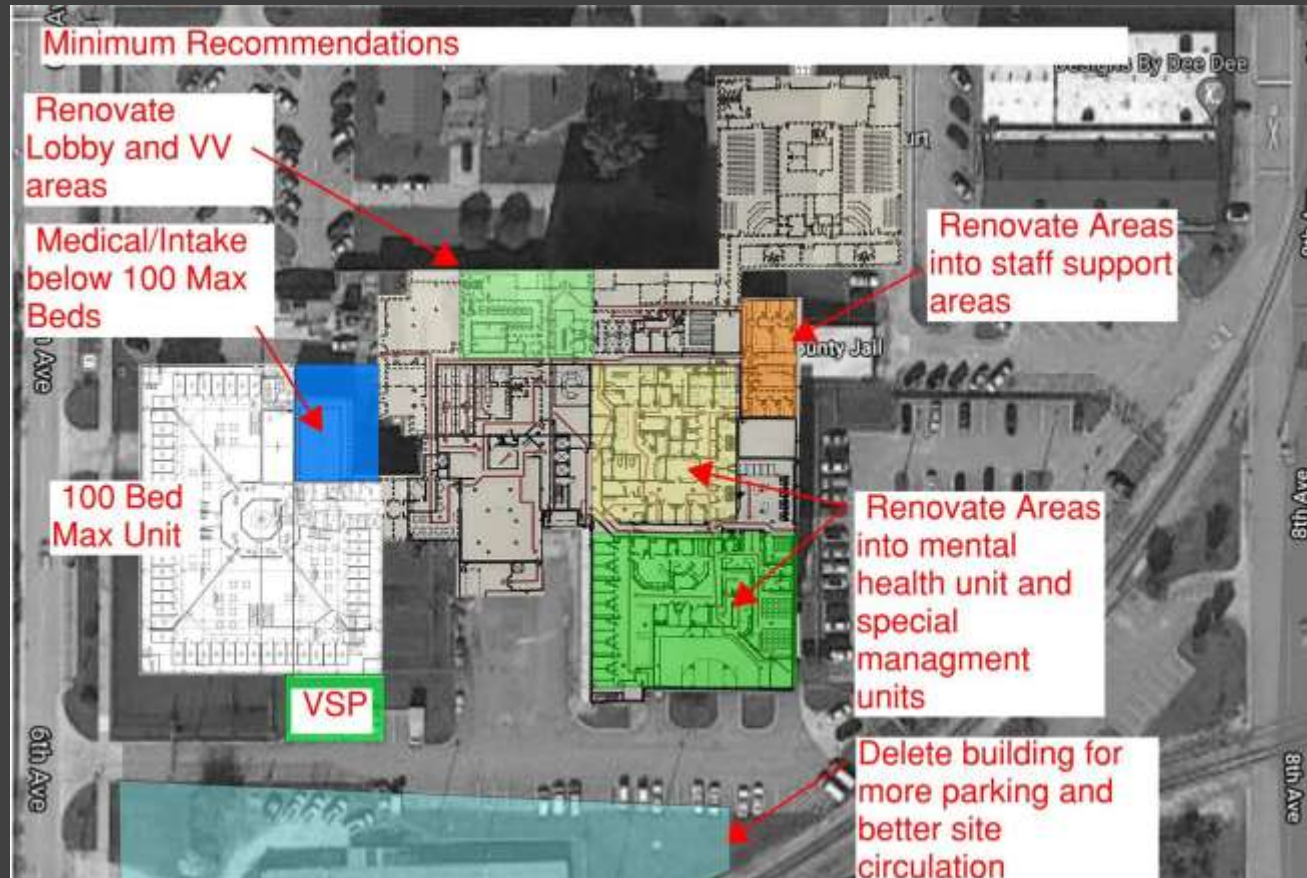 Minimum Recommendations
Designs By Dee Dee
Renovate
Lobby and VV
areas
Medical/Intake
below 100 Max
Beds
Renovate Areas
into staff support
areas
unty Jail
100 Bed
Max Unit
Renovate Areas
into mental
health unit and
special
managment
units
VSP
Delete building for
more parking and
better site
circulation
Ave
6th Ave
8th Ave
8th Ave